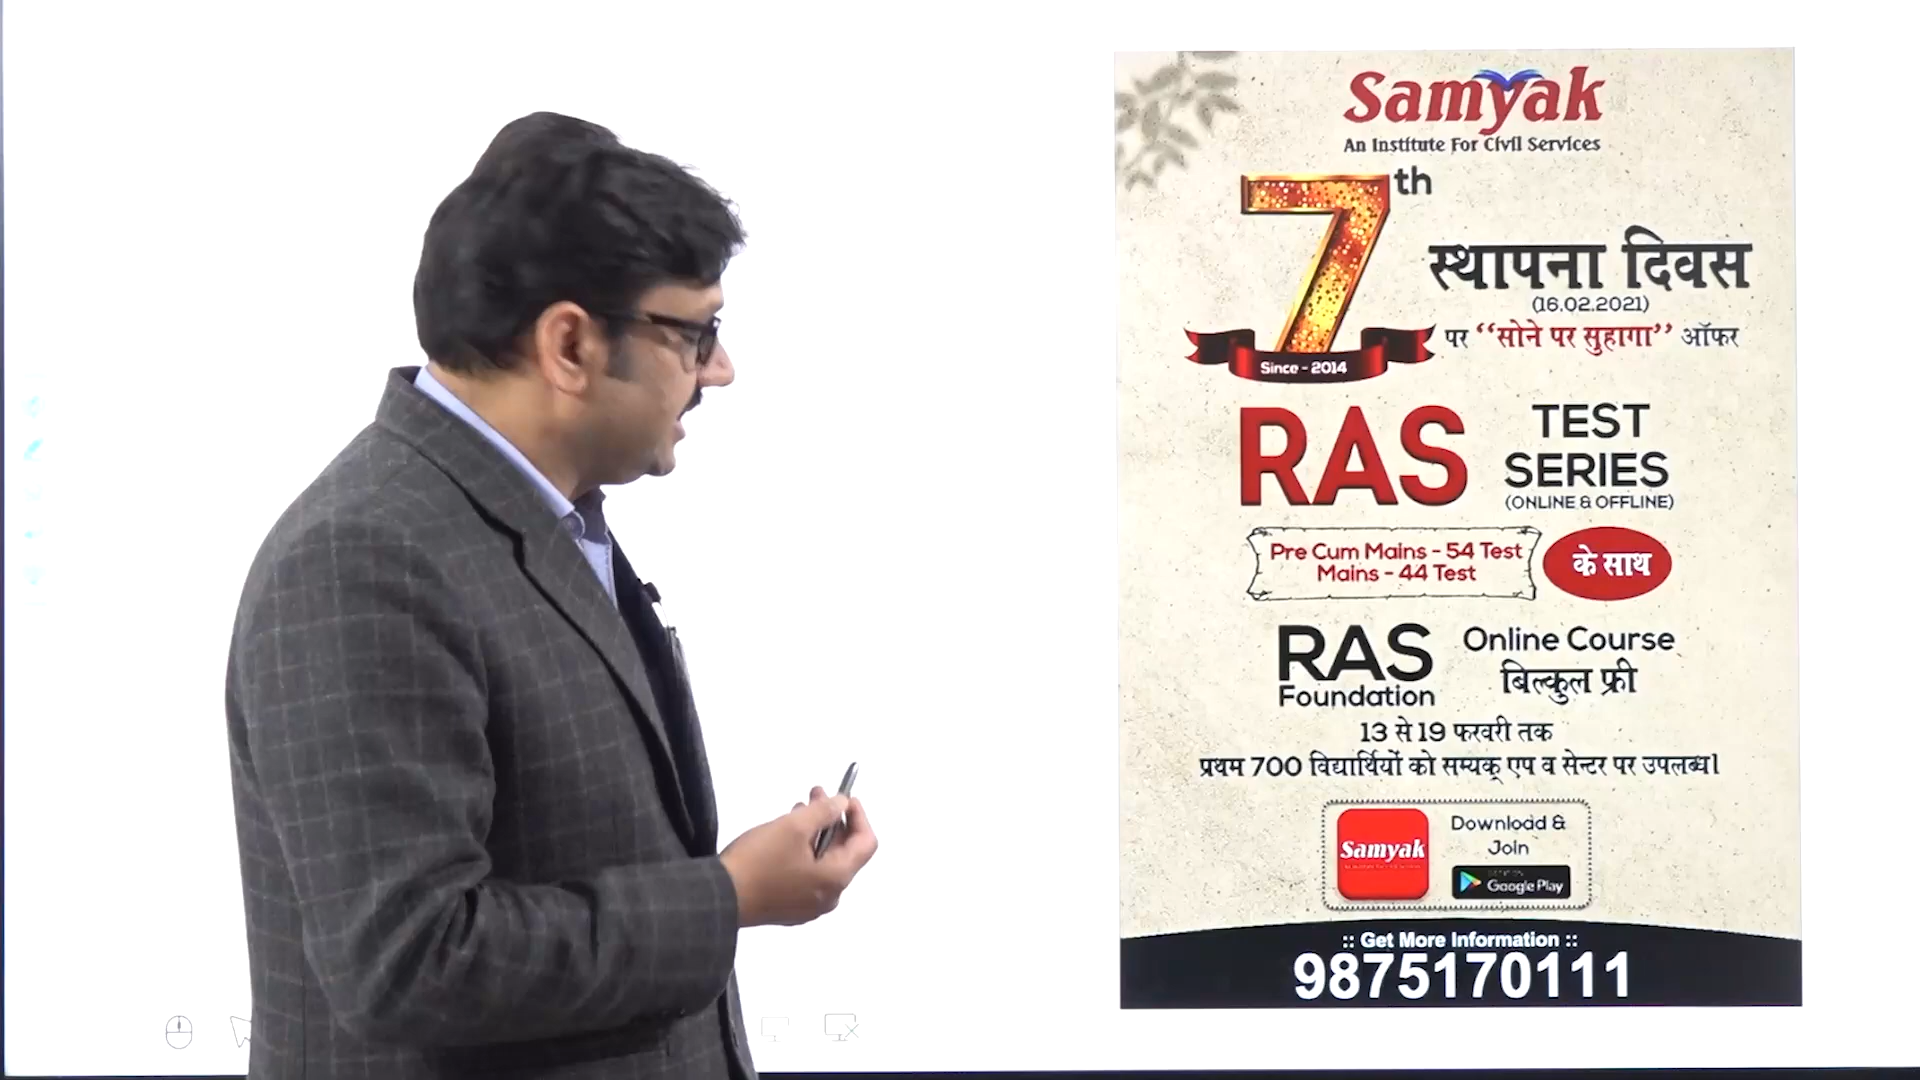 Samyak
An Institute For Civil Services
7th
स्थापना दिवस
(16.02.2021)
पर “सोने पर सुहागा” ऑफर
Since - 2014
RAS TEST SERIES
(ONLINE & OFFLINE)
Pre Cum Mains - 54 Test
Mains - 44 Test
के साथ
RAS Foundation
Online Course
बिल्कुल फ्री
13 से 19 फरवरी तक
प्रथम 700 विद्यार्थियों को सम्यक् एप व सेन्टर पर उपलब्ध।
Samyak
Download &
Join
Google Play
:: Get More Information ::
9875170111